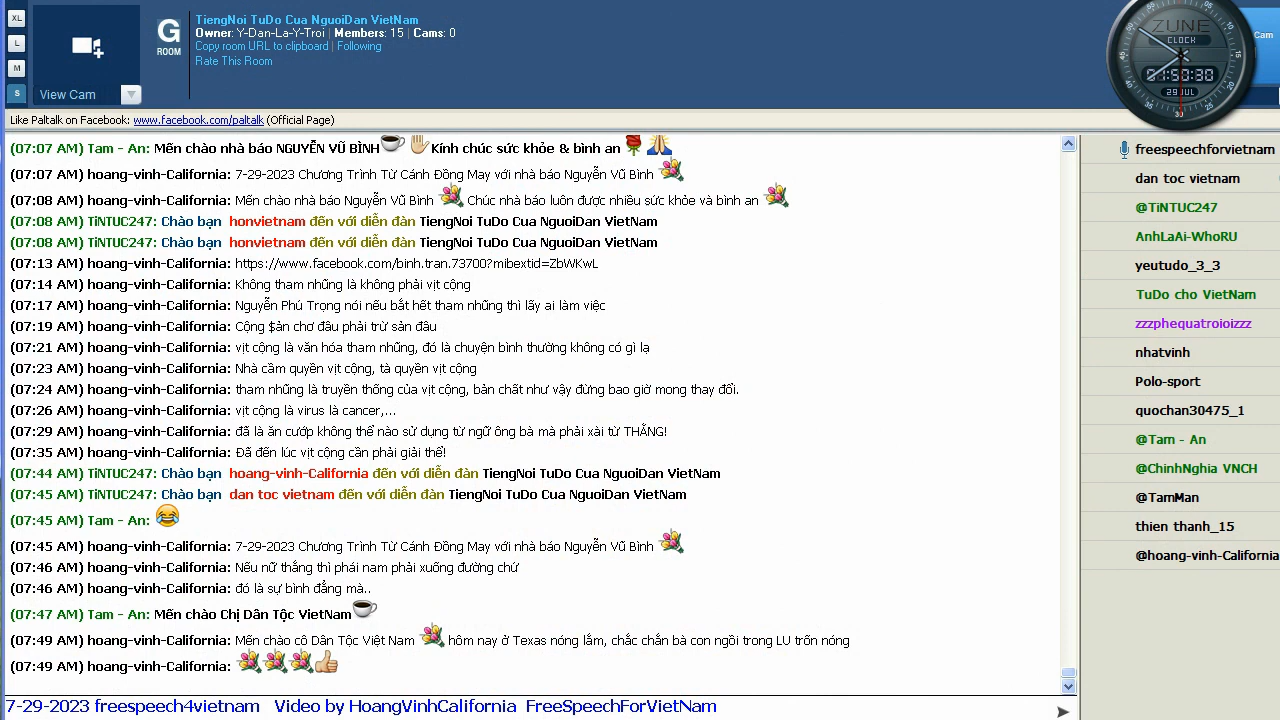 XL
L
M
S
View Cam
G
ROOM
TiengNoi TuDo Cua NguoiDan VietNam
Owner: Y-Dan-La-Y-Troi | Members: 15 | Cams: 0
Copy room URL to clipboard | Following
Rate This Room
ZUNE
CLOCK
01:50:30
29 JUL
Cam
Like Paltalk on Facebook: www.facebook.com/paltalk (Official Page)
(07:07 AM) Tam - An: Mến chào nhà báo NGUYỄN VŨ BÌNH☕✋Kính chúc sức khỏe & bình an 🌹🙏
(07:07 AM) hoang-vinh-California: 7-29-2023 Chương Trình Từ Cánh Đồng May với nhà báo Nguyễn Vũ Bình 💐
(07:08 AM) hoang-vinh-California: Mến chào nhà báo Nguyễn Vũ Bình 💐 Chúc nhà báo luôn được nhiều sức khỏe và bình an 💐
(07:08 AM) TiNTUC247: Chào bạn honvietnam đến với diễn đàn TiengNoi TuDo Cua NguoiDan VietNam
(07:08 AM) TiNTUC247: Chào bạn honvietnam đến với diễn đàn TiengNoi TuDo Cua NguoiDan VietNam
(07:13 AM) hoang-vinh-California: https://www.facebook.com/binh.tran.73700?mibextid=ZbWKwL
(07:14 AM) hoang-vinh-California: Không tham nhũng là không phải vịt cộng
(07:17 AM) hoang-vinh-California: Nguyễn Phú Trọng nói nếu bắt hết tham nhũng thì lấy ai làm việc
(07:19 AM) hoang-vinh-California: Cộng $ản chơ đâu phải trừ sản đâu
(07:21 AM) hoang-vinh-California: vịt cộng là văn hóa tham nhũng, đó là chuyện bình thường không có gì lạ
(07:23 AM) hoang-vinh-California: Nhà cầm quyền vịt cộng, tà quyền vịt cộng
(07:24 AM) hoang-vinh-California: tham nhũng là truyền thống của vịt cộng, bản chất như vậy đừng bao giờ mong thay đổi.
(07:26 AM) hoang-vinh-California: vịt cộng là virus là cancer,...
(07:29 AM) hoang-vinh-California: đã là ăn cướp không thể nào sử dụng từ ngữ ông bà mà phải xài từ THẰNG!
(07:35 AM) hoang-vinh-California: Đã đến lúc vịt cộng cần phải giải thể!
(07:44 AM) TiNTUC247: Chào bạn hoang-vinh-California đến với diễn đàn TiengNoi TuDo Cua NguoiDan VietNam
(07:45 AM) TiNTUC247: Chào bạn dan toc vietnam đến với diễn đàn TiengNoi TuDo Cua NguoiDan VietNam
(07:45 AM) Tam - An: 😂
(07:45 AM) hoang-vinh-California: 7-29-2023 Chương Trình Từ Cánh Đồng May với nhà báo Nguyễn Vũ Bình 💐
(07:46 AM) hoang-vinh-California: Nếu nữ thắng thì phái nam phải xuống đường chứ
(07:46 AM) hoang-vinh-California: đó là sự bình đẳng mà..
(07:47 AM) Tam - An: Mến chào Chị Dân Tộc VietNam☕
(07:49 AM) hoang-vinh-California: Mến chào cô Dân Tộc Việt Nam 💐 hôm nay ở Texas nóng lắm, chắc chắn bà con ngồi trong LU trốn nóng
(07:49 AM) hoang-vinh-California: 💐💐💐👍
freespeechforvietnam
dan toc vietnam
@TiNTUC247
AnhLaAi-WhoRU
yeutudo_3_3
TuDo cho VietNam
zzzphequatroioizzz
nhatvinh
Polo-sport
quochan30475_1
@Tam - An
@ChinhNghia VNCH
@TamMan
thien thanh_15
@hoang-vinh-California
7-29-2023 freespeech4vietnam Video by HoangVinhCalifornia FreeSpeechForVietNam